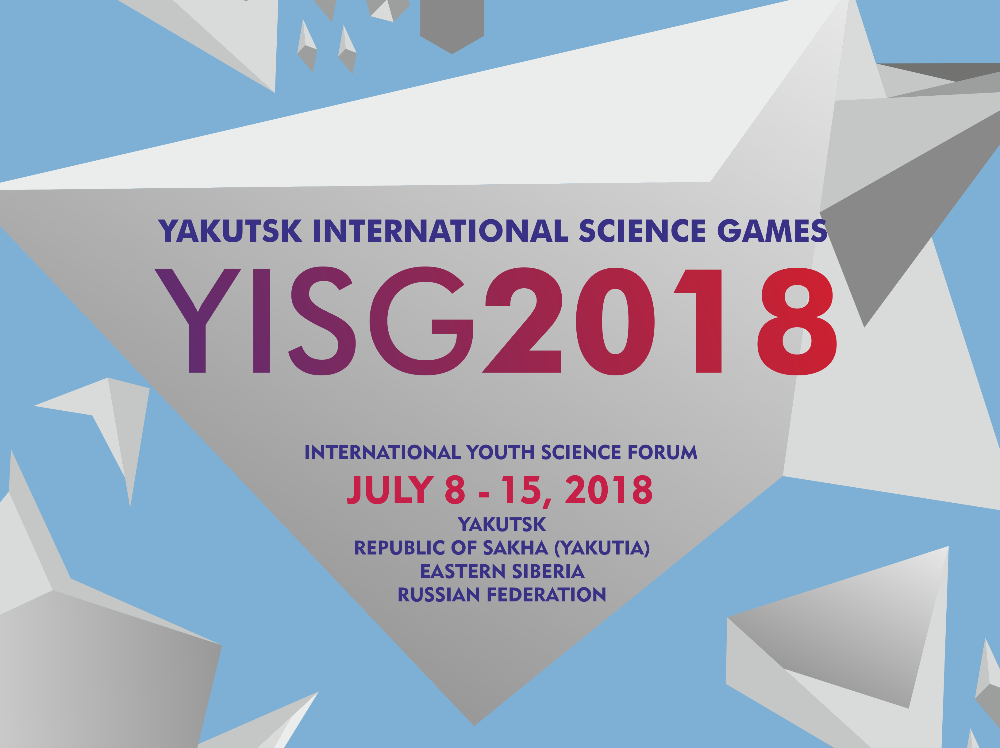 YAKUTSK INTERNATIONAL SCIENCE GAMES
YISG2018
INTERNATIONAL YOUTH SCIENCE FORUM
JULY 8 - 15, 2018
YAKUTSK
REPUBLIC OF SAKHA (YAKUTIA)
EASTERN SIBERIA
RUSSIAN FEDERATION